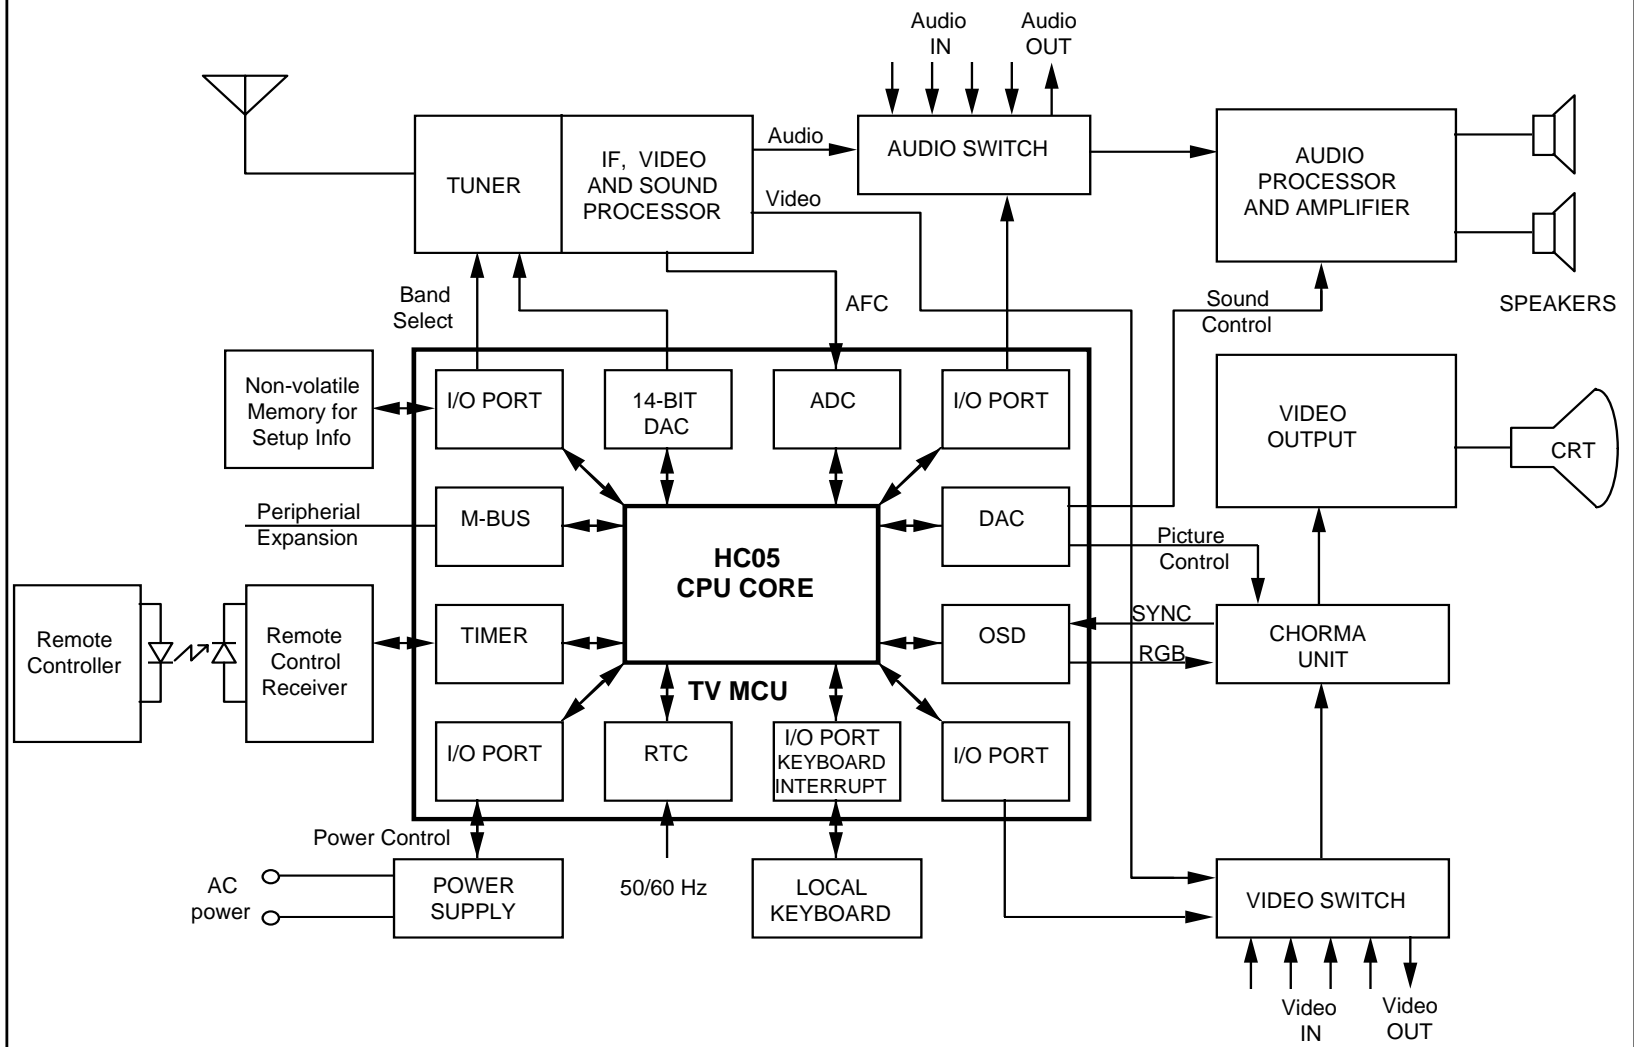 Audio
IN
Audio
OUT
TUNER
IF, VIDEO
AND SOUND
PROCESSOR
Audio
Video
AUDIO SWITCH
AUDIO
PROCESSOR
AND AMPLIFIER
SPEAKERS
Band
Select
AFC
Sound
Control
Non-volatile
Memory for
Setup Info
I/O PORT
14-BIT
DAC
ADC
I/O PORT
VIDEO
OUTPUT
CRT
Peripherial
Expansion
M-BUS
HC05
CPU CORE
DAC
Picture
Control
Remote
Controller
Remote
Control
Receiver
TIMER
OSD
SYNC
RGB
CHORMA
UNIT
TV MCU
I/O PORT
RTC
I/O PORT
KEYBOARD
INTERRUPT
I/O PORT
Power Control
AC
power
POWER
SUPPLY
50/60 Hz
LOCAL
KEYBOARD
VIDEO SWITCH
Video
IN
Video
OUT